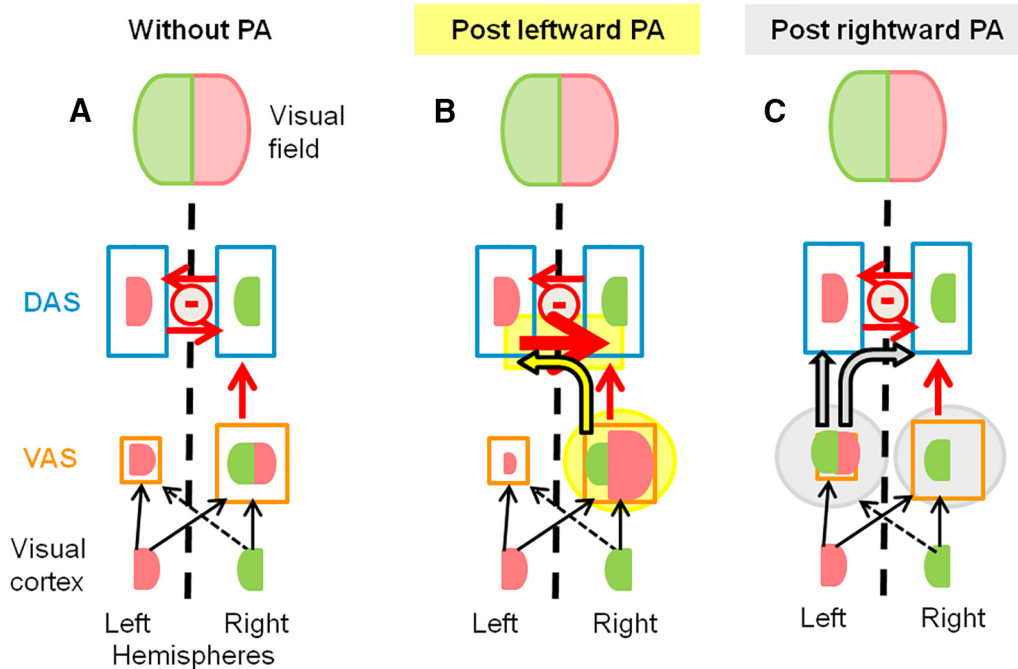 Without PA
Post leftward PA
Post rightward PA
A
B
C
Visual
field
DAS
-
-
-
VAS
Visual
cortex
Left
Right
Left
Right
Left
Right
Hemispheres